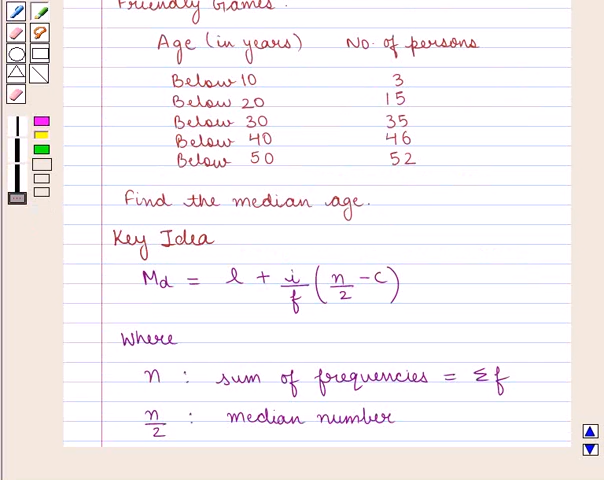 Friendly Games.
Age (in years) No. of persons
Below 10 3
Below 20 15
Below 30 35
Below 40 46
Below 50 52
Find the median age.
Key Idea
Md = l + i/f (n/2 - c)
Where
n : sum of frequencies = Σf
n/2 : median number